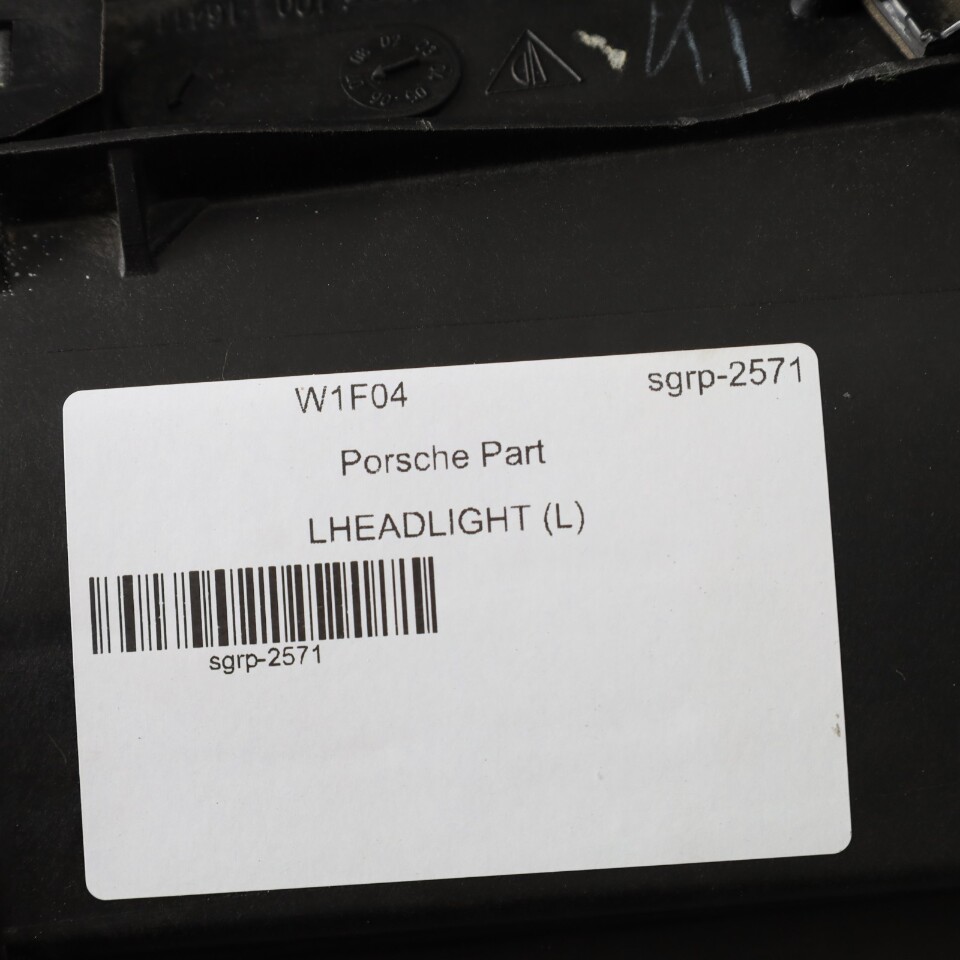 W1F04
sgrp-2571
Porsche Part
LHEADLIGHT (L)
sgrp-2571